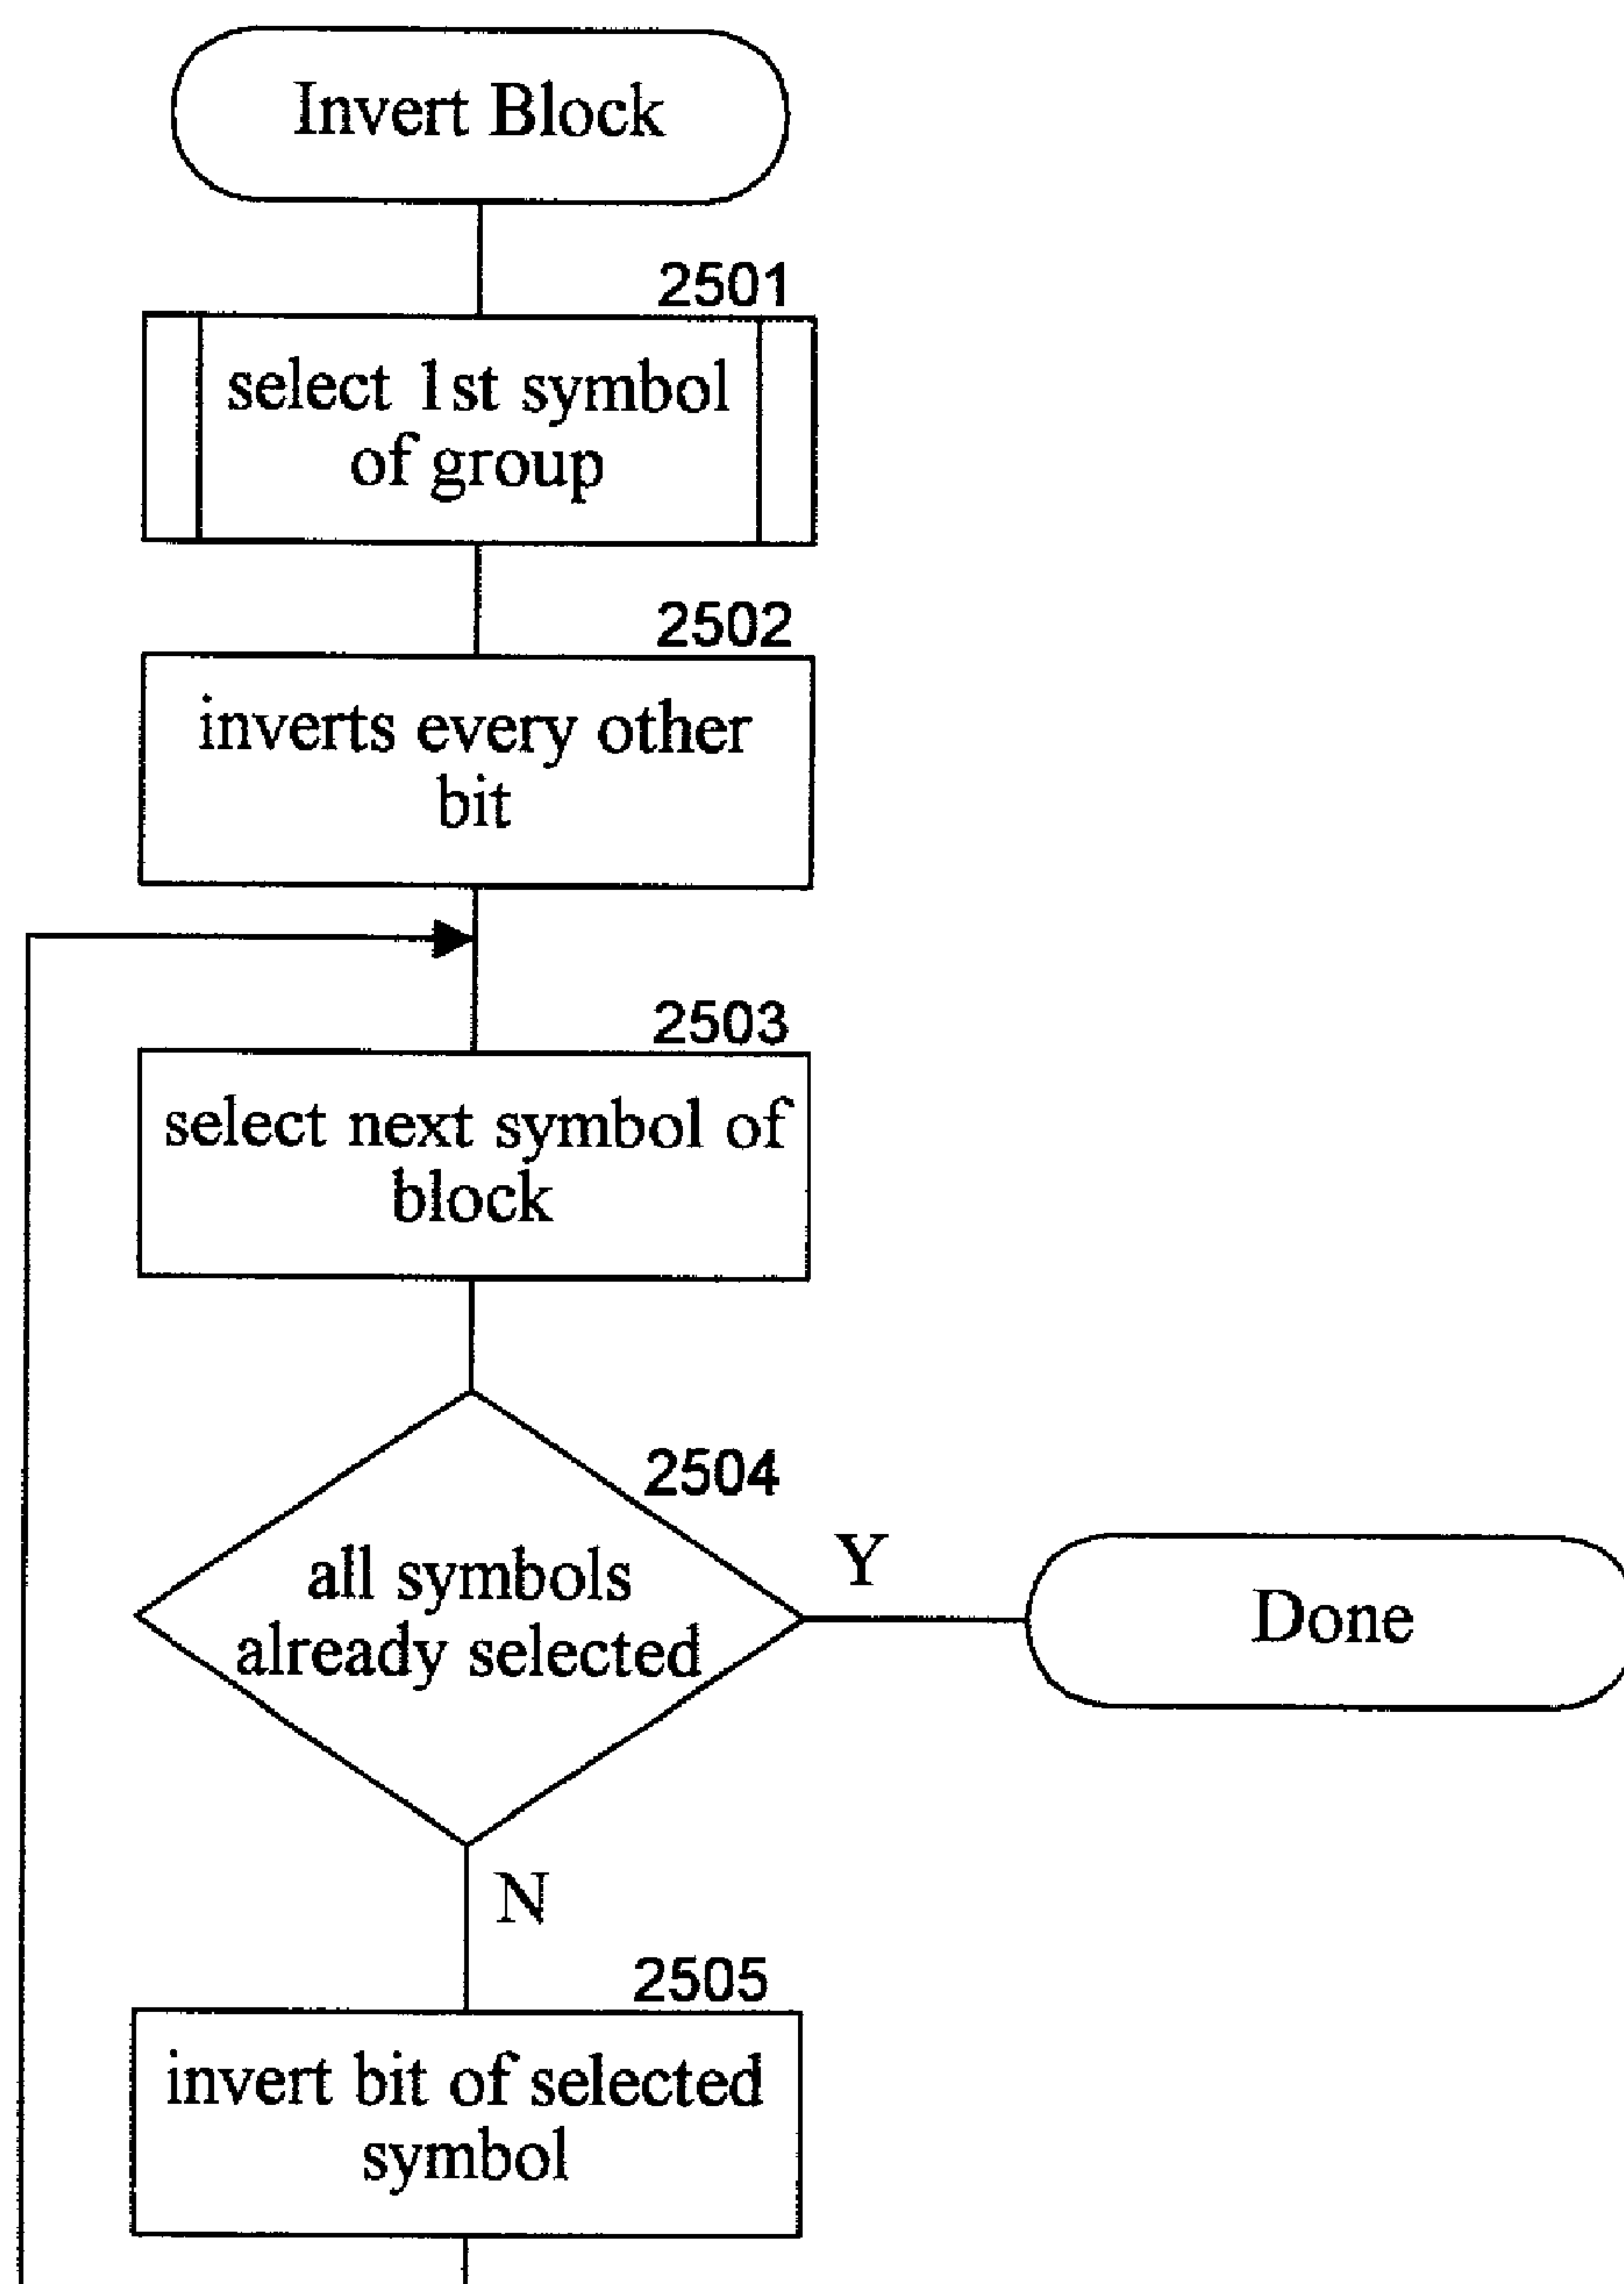 Invert Block
2501
select 1st symbol
of group
2502
inverts every other
bit
2503
select next symbol of
block
2504
all symbols
already selected
Y
Done
N
2505
invert bit of selected
symbol